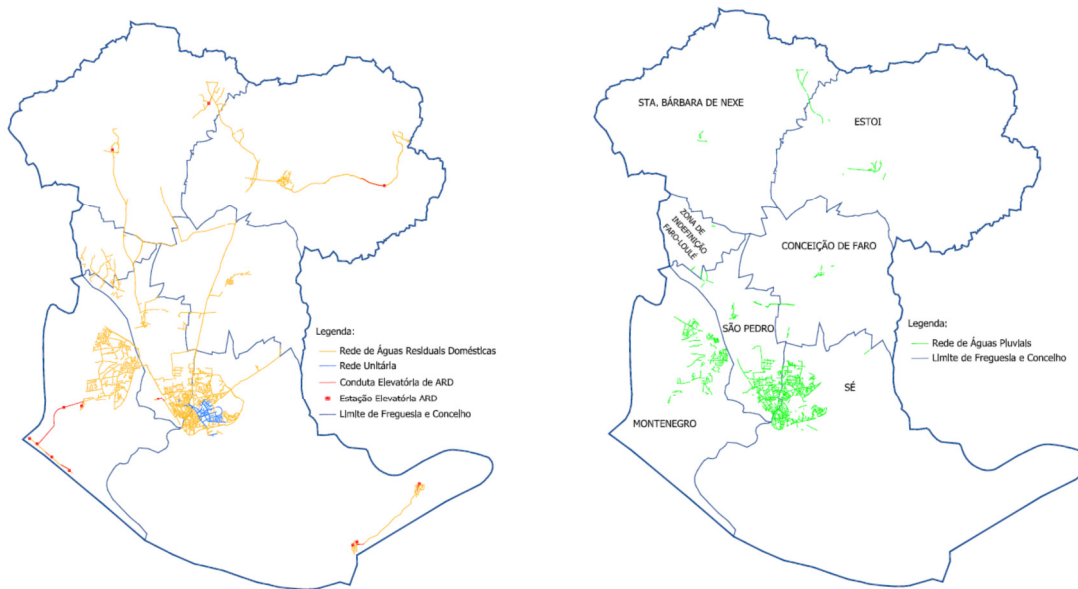 Legenda:
Rede de Águas Residuais Domésticas
Rede Unitária
Conduta Elevatória de ARD
Estação Elevatória ARD
Limite de Freguesia e Concelho
STA. BÁRBARA DE NEXE
ESTOI
ZONA DE
INDEFINIÇÃO
FARO-LOULÉ
CONCEIÇÃO DE FARO
SÃO PEDRO
SÉ
MONTENEGRO
Legenda:
Rede de Águas Pluviais
Limite de Freguesia e Concelho